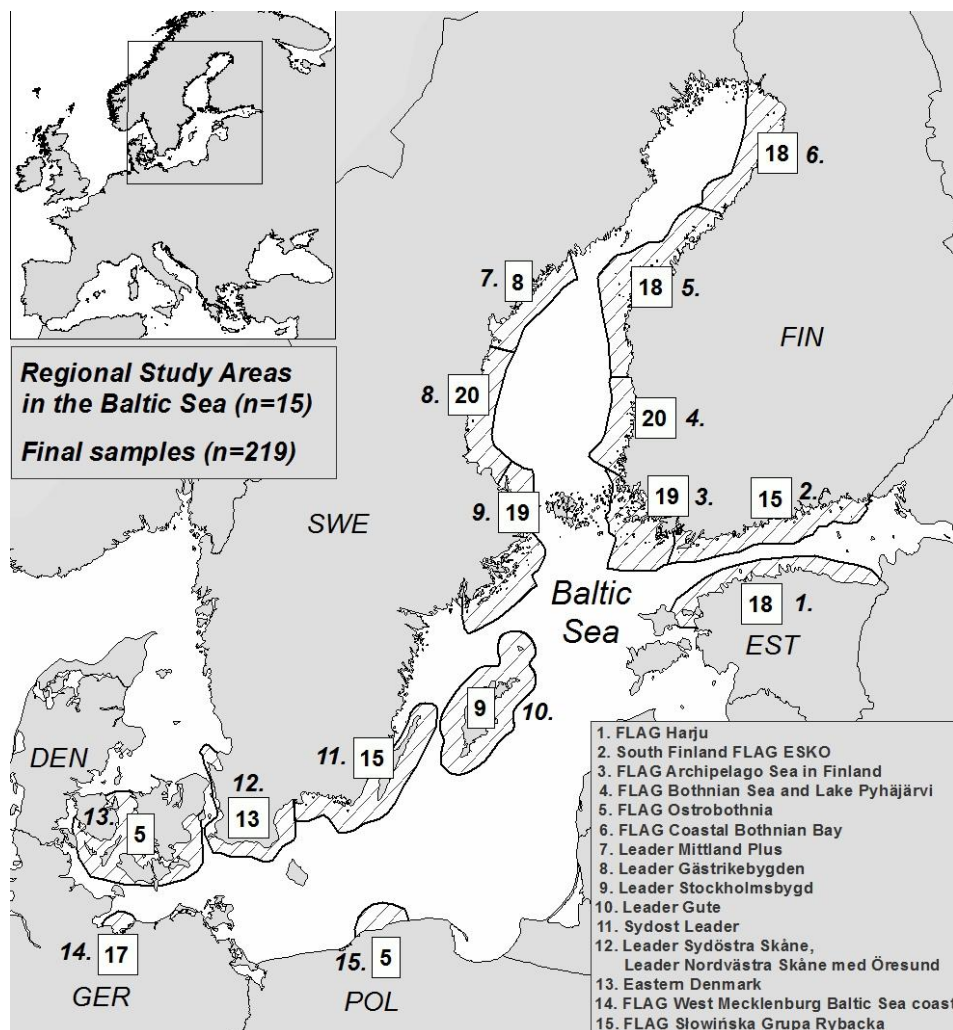 Regional Study Areas
in the Baltic Sea (n=15)
Final samples (n=219)
18 6.
7. 8
18 5.
FIN
8. 20
20 4.
9. 19
19 3.
15 2.
SWE
Baltic
Sea
18 1.
EST
9 10.
11. 15
DEN
12.
13
13.
5
14. 17
GER
15. 5
POL
1. FLAG Harju
2. South Finland FLAG ESKO
3. FLAG Archipelago Sea in Finland
4. FLAG Bothnian Sea and Lake Pyhäjärvi
5. FLAG Ostrobothnia
6. FLAG Coastal Bothnian Bay
7. Leader Mittland Plus
8. Leader Gästrikebygden
9. Leader Stockholmsbygd
10. Leader Gute
11. Sydost Leader
12. Leader Sydöstra Skåne,
Leader Nordvästra Skåne med Öresund
13. Eastern Denmark
14. FLAG West Mecklenburg Baltic Sea coast
15. FLAG Słowińska Grupa Rybacka